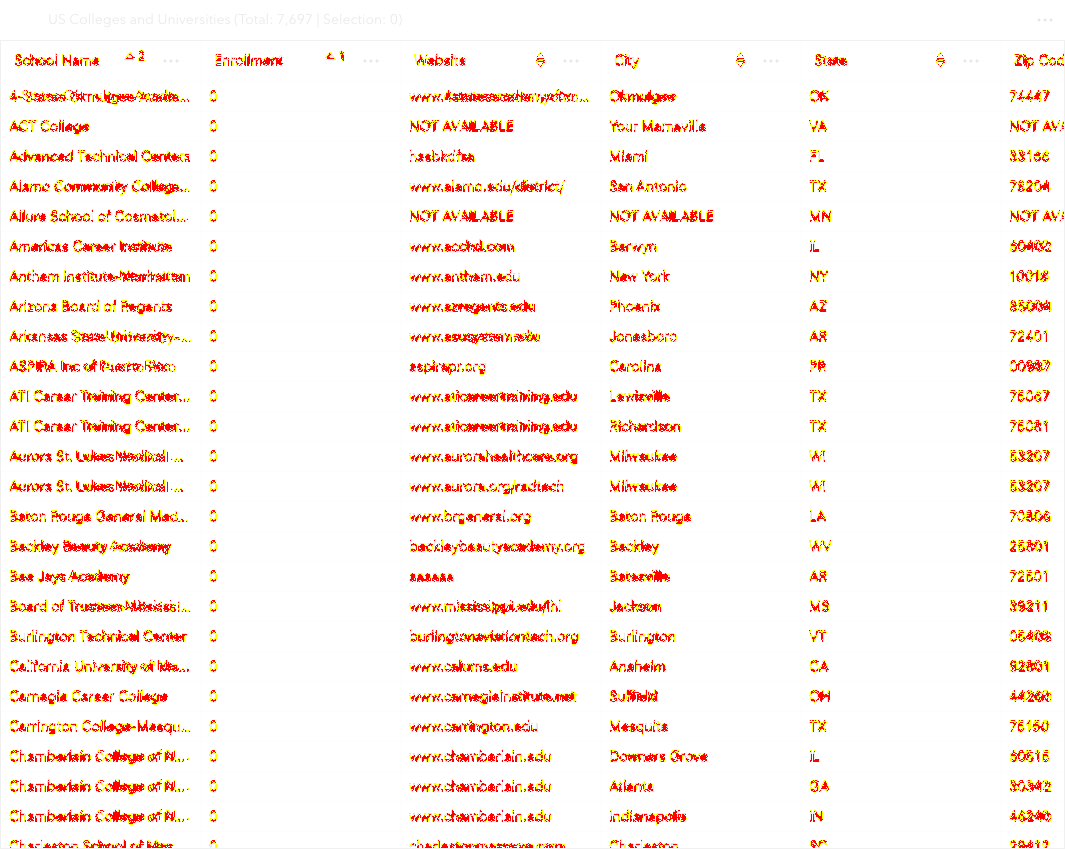 US Colleges and Universities (Total: 7,697 | Selection: 0)
School Name 2 Enrollment 1 Website City State Zip Cod
0 Okmulgee OK 74447
ACT College 0 NOT AVAILABLE Your Mamaville VA NOT AVA
Advanced Technical Centers 0 Miami FL 33166
Alamo Community College... 0 www.alamo.edu/district/ San Antonio TX 78204
Allure School of Cosmetol... 0 NOT AVAILABLE NOT AVAILABLE MN NOT AVA
Americas Career Institute 0 www.acchd.com Berwyn IL 60402
Anthem Institute-Manhattan 0 www.anthem.edu New York NY 10018
Arizona Board of Regents 0 www.azregents.edu Phoenix AZ 85004
Arkansas State University-... 0 www.asusystem.edu Jonesboro AR 72401
ASPIRA Inc of Puerto Rico 0 aspirapr.org Carolina PR 00987
ATI Career Training Center... 0 www.aticareertraining.edu Lewisville TX 75067
ATI Career Training Center... 0 www.aticareertraining.edu Richardson TX 75081
Aurora St. Lukes Medical ... 0 www.aurorahealthcare.org Milwaukee WI 53207
Aurora St. Lukes Medical ... 0 www.aurora.org/radtech Milwaukee WI 53207
Baton Rouge General Med... 0 www.brgeneral.org Baton Rouge LA 70806
Beckley Beauty Academy 0 beckleybeautyacademy.org Beckley WV 25801
Bee Jays Academy 0 aaaaaa Batesville AR 72501
Board of Trustees-Mississi... 0 www.mississippi.edu/ihl Jackson MS 39211
Burlington Technical Center 0 burlingtonaviationtech.org Burlington VT 05408
California University of Ma... 0 www.calums.edu Anaheim CA 92801
Carnegie Career College 0 www.carnegieinstitute.net Suffield OH 44260
Carrington College-Mesqu... 0 www.carrington.edu Mesquite TX 75150
Chamberlain College of N... 0 www.chamberlain.edu Downers Grove IL 60515
Chamberlain College of N... 0 www.chamberlain.edu Atlanta GA 30342
Chamberlain College of N... 0 www.chamberlain.edu Indianapolis IN 46240
Charleston School of Mas... 0 Charleston SC 29412